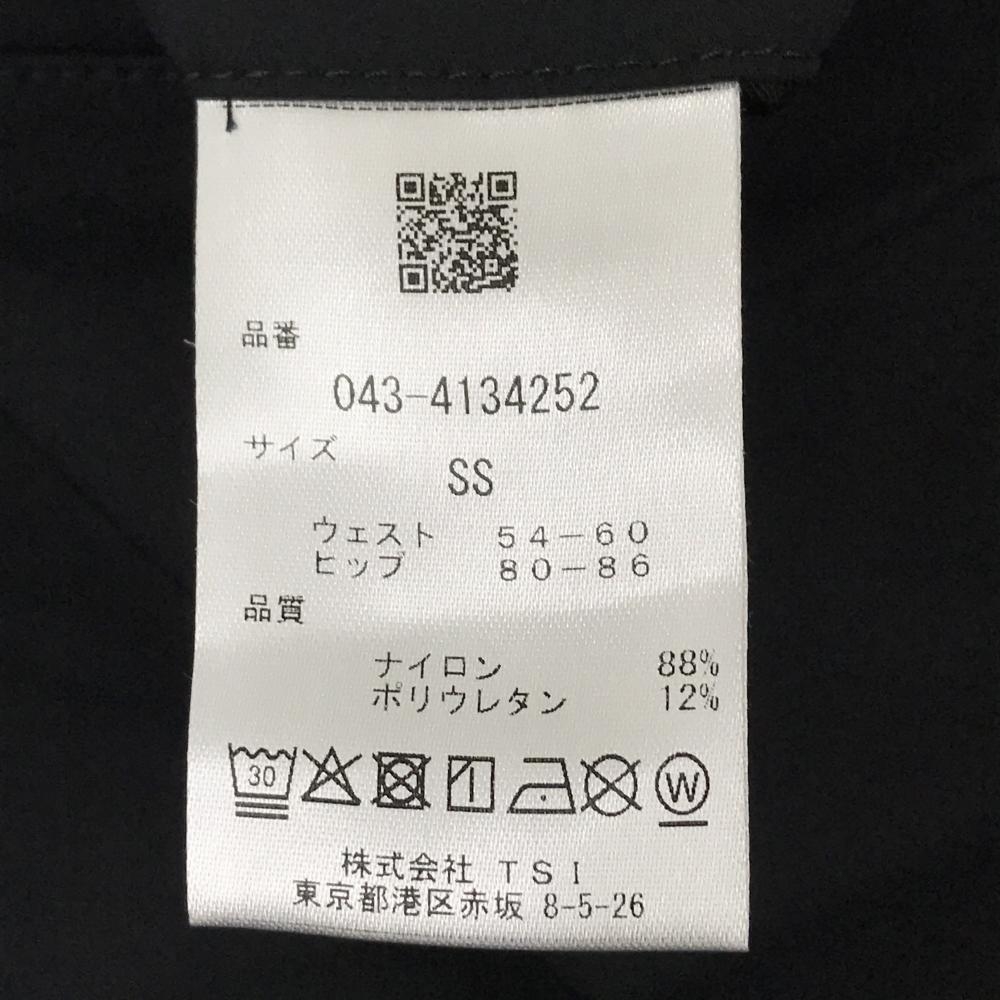 品番
043-4134252
サイズ
SS
ウェスト 54-60
ヒップ 80-86
品質
ナイロン 88%
ポリウレタン 12%
30 W
株式会社 TSI
東京都港区赤坂 8-5-26